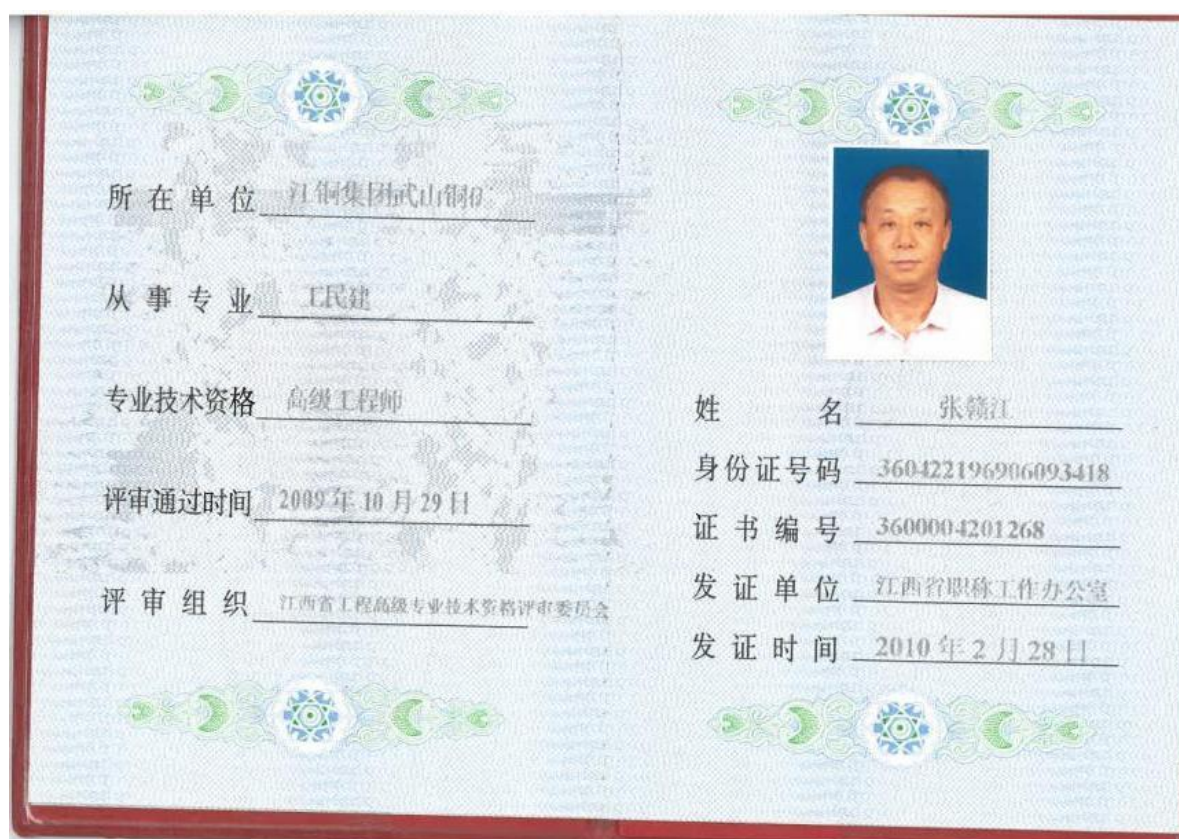 所在单位 江铜集团武山铜矿
从事专业 工民建
专业技术资格 高级工程师
评审通过时间 2009年10月29日
评审组织 江西省工程高级专业技术资格评审委员会
姓名 张赣江
身份证号码 360422196906093418
证书编号 3600004201268
发证单位 江西省职称工作办公室
发证时间 2010年2月28日